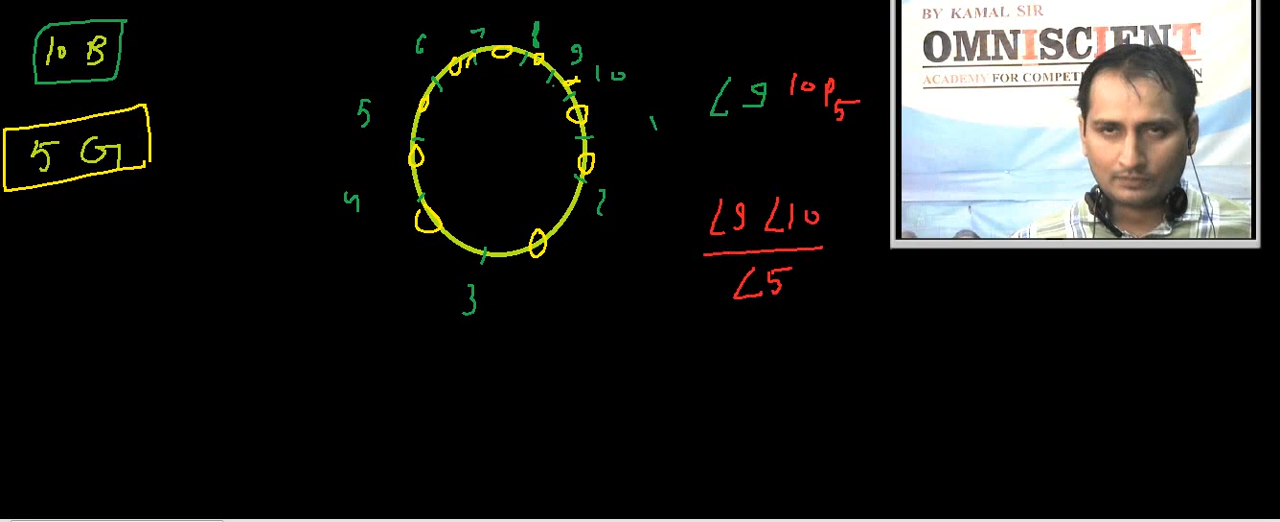 10 B
5 G
6
7
8
9
10
5
1
4
2
3
∠9 10P5
∠9 ∠10
∠5
BY KAMAL SIR
OMNISCIENT
ACADEMY FOR COMPE
N